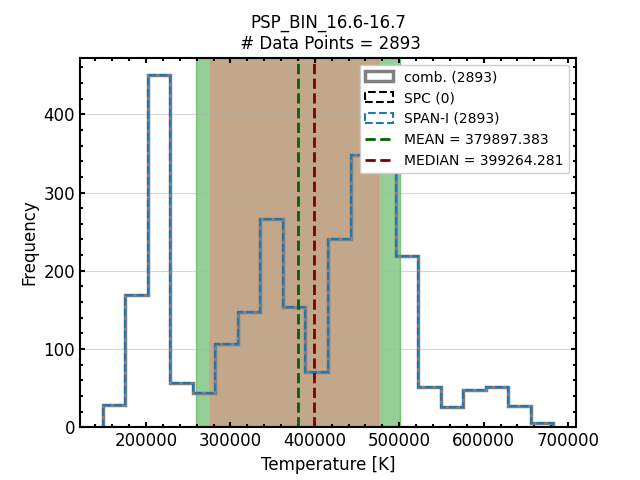 PSP_BIN_16.6-16.7
# Data Points = 2893
comb. (2893)
SPC (0)
SPAN-I (2893)
MEAN = 379897.383
MEDIAN = 399264.281
Frequency
400
300
200
100
0
200000 300000 400000 500000 600000 700000
Temperature [K]